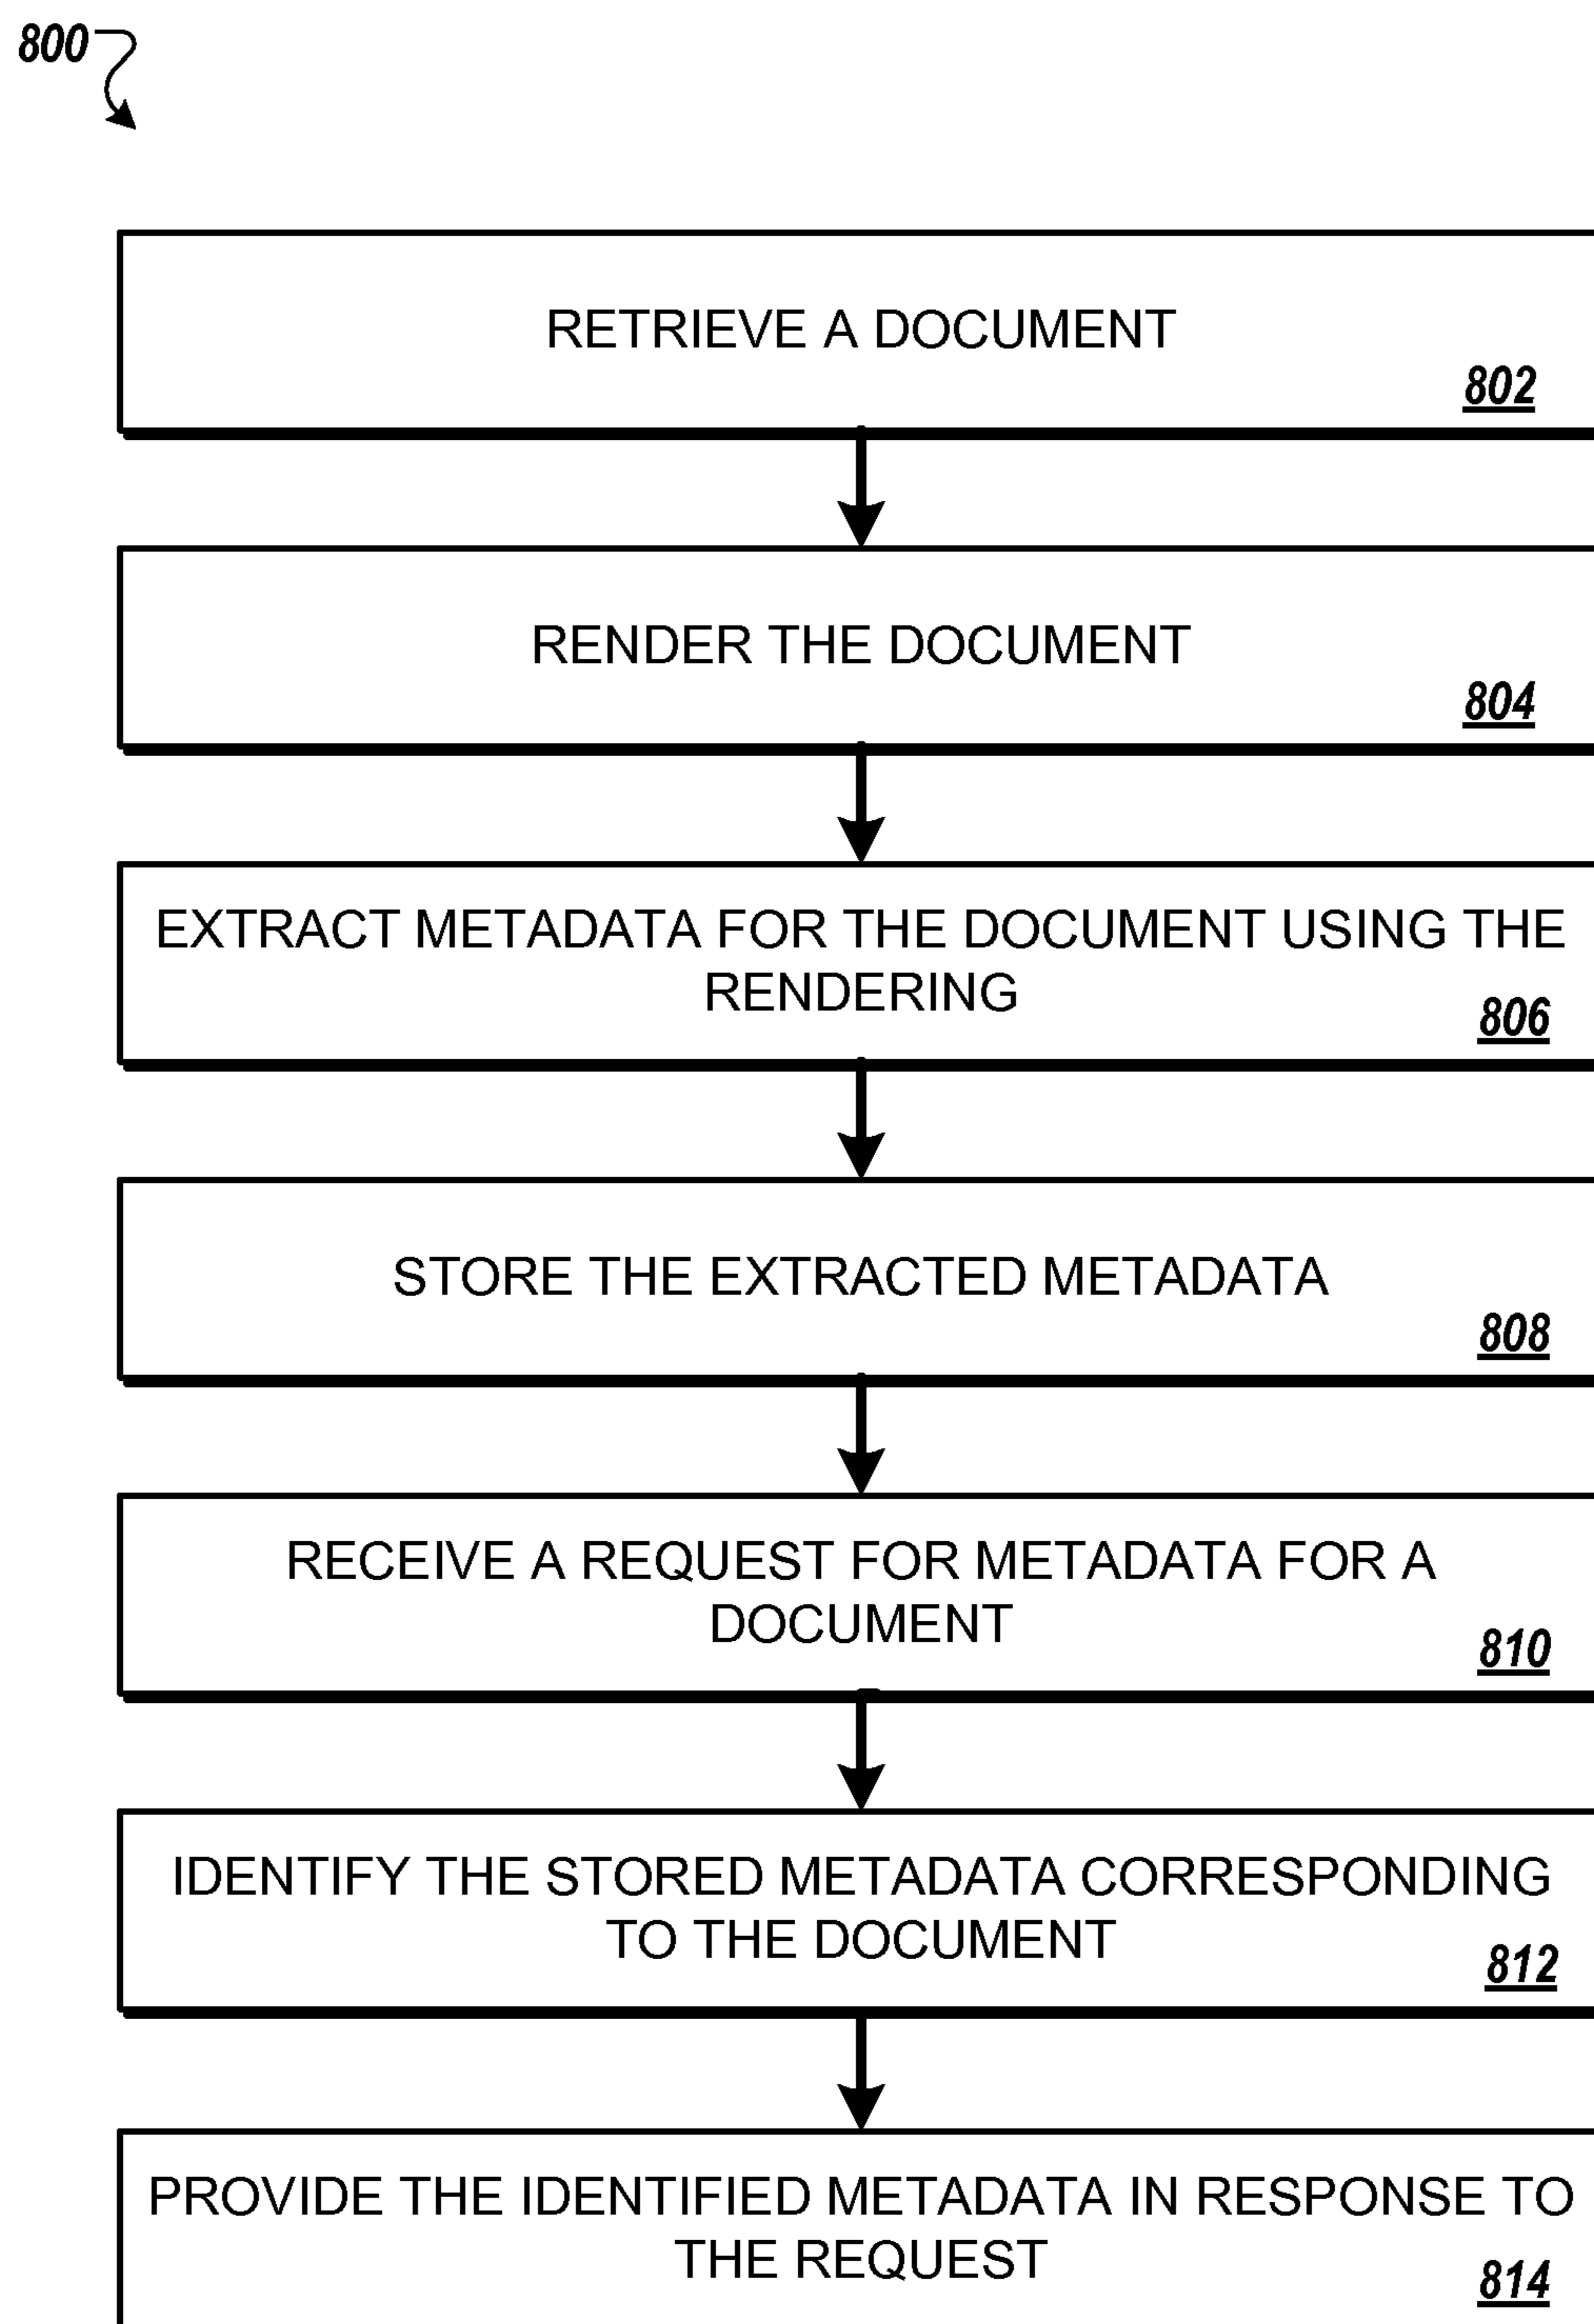 800
RETRIEVE A DOCUMENT
802
RENDER THE DOCUMENT
804
EXTRACT METADATA FOR THE DOCUMENT USING THE
RENDERING
806
STORE THE EXTRACTED METADATA
808
RECEIVE A REQUEST FOR METADATA FOR A
DOCUMENT
810
IDENTIFY THE STORED METADATA CORRESPONDING
TO THE DOCUMENT
812
PROVIDE THE IDENTIFIED METADATA IN RESPONSE TO
THE REQUEST
814